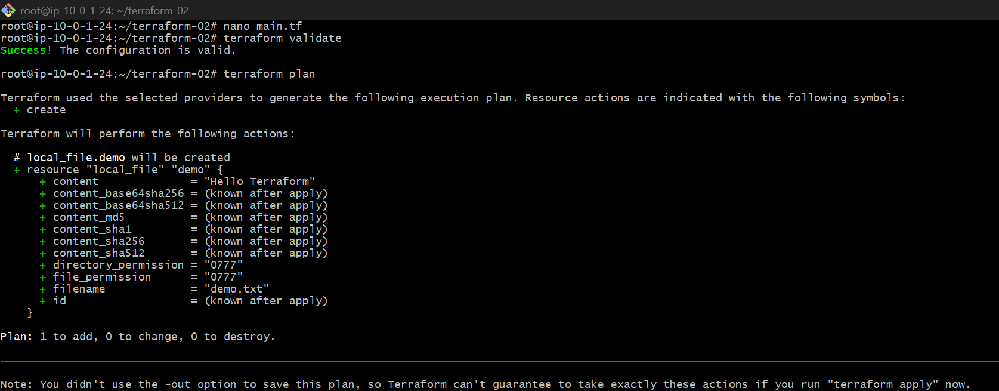 root@ip-10-0-1-24: ~/terraform-02
root@ip-10-0-1-24:~/terraform-02# nano main.tf
root@ip-10-0-1-24:~/terraform-02# terraform validate
Success! The configuration is valid.
root@ip-10-0-1-24:~/terraform-02# terraform plan
Terraform used the selected providers to generate the following execution plan. Resource actions are indicated with the following symbols:
  + create
Terraform will perform the following actions:
  # local_file.demo will be created
  + resource "local_file" "demo" {
      + content              = "Hello Terraform"
      + content_base64sha256 = (known after apply)
      + content_base64sha512 = (known after apply)
      + content_md5          = (known after apply)
      + content_sha1         = (known after apply)
      + content_sha256       = (known after apply)
      + content_sha512       = (known after apply)
      + directory_permission = "0777"
      + file_permission      = "0777"
      + filename             = "demo.txt"
      + id                   = (known after apply)
    }
Plan: 1 to add, 0 to change, 0 to destroy.
Note: You didn't use the -out option to save this plan, so Terraform can't guarantee to take exactly these actions if you run "terraform apply" now.